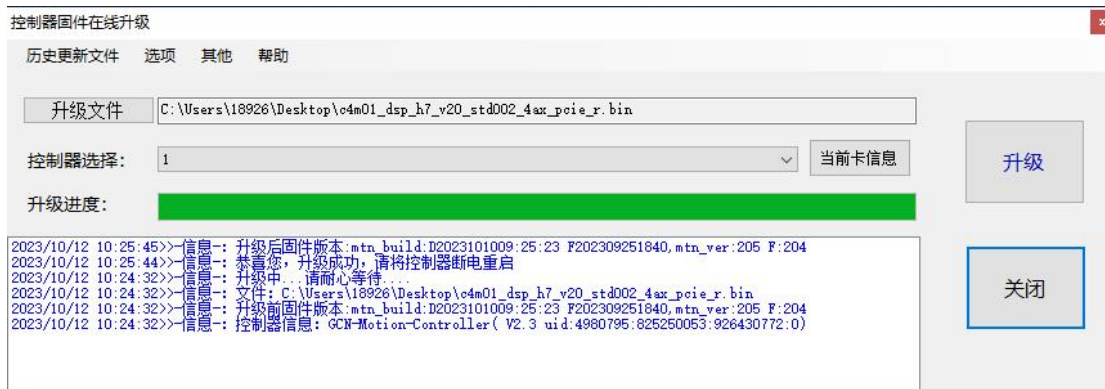 控制器固件在线升级
历史更新文件 选项 其他 帮助
升级文件 C:\Users\18926\Desktop\c4m01_dsp_h7_v20_std002_4ax_pcie_r.bin
控制器选择: 1 当前卡信息 升级
升级进度:
2023/10/12 10:25:45>>-信息-: 升级后固件版本:mtn_build:D2023101009:25:23 F202309251840,mtn_ver:205 F:204
2023/10/12 10:25:44>>-信息-: 恭喜您，升级成功，请将控制器断电重启
2023/10/12 10:24:32>>-信息-: 升级中...请耐心等待....
2023/10/12 10:24:32>>-信息-: 文件: C:\Users\18926\Desktop\c4m01_dsp_h7_v20_std002_4ax_pcie_r.bin
2023/10/12 10:24:32>>-信息-: 升级前固件版本:mtn_build:D2023101009:25:23 F202309251840,mtn_ver:205 F:204
2023/10/12 10:24:32>>-信息-: 控制器信息: GCN-Motion-Controller( V2.3 uid:4980795:825250053:926430772:0)
关闭